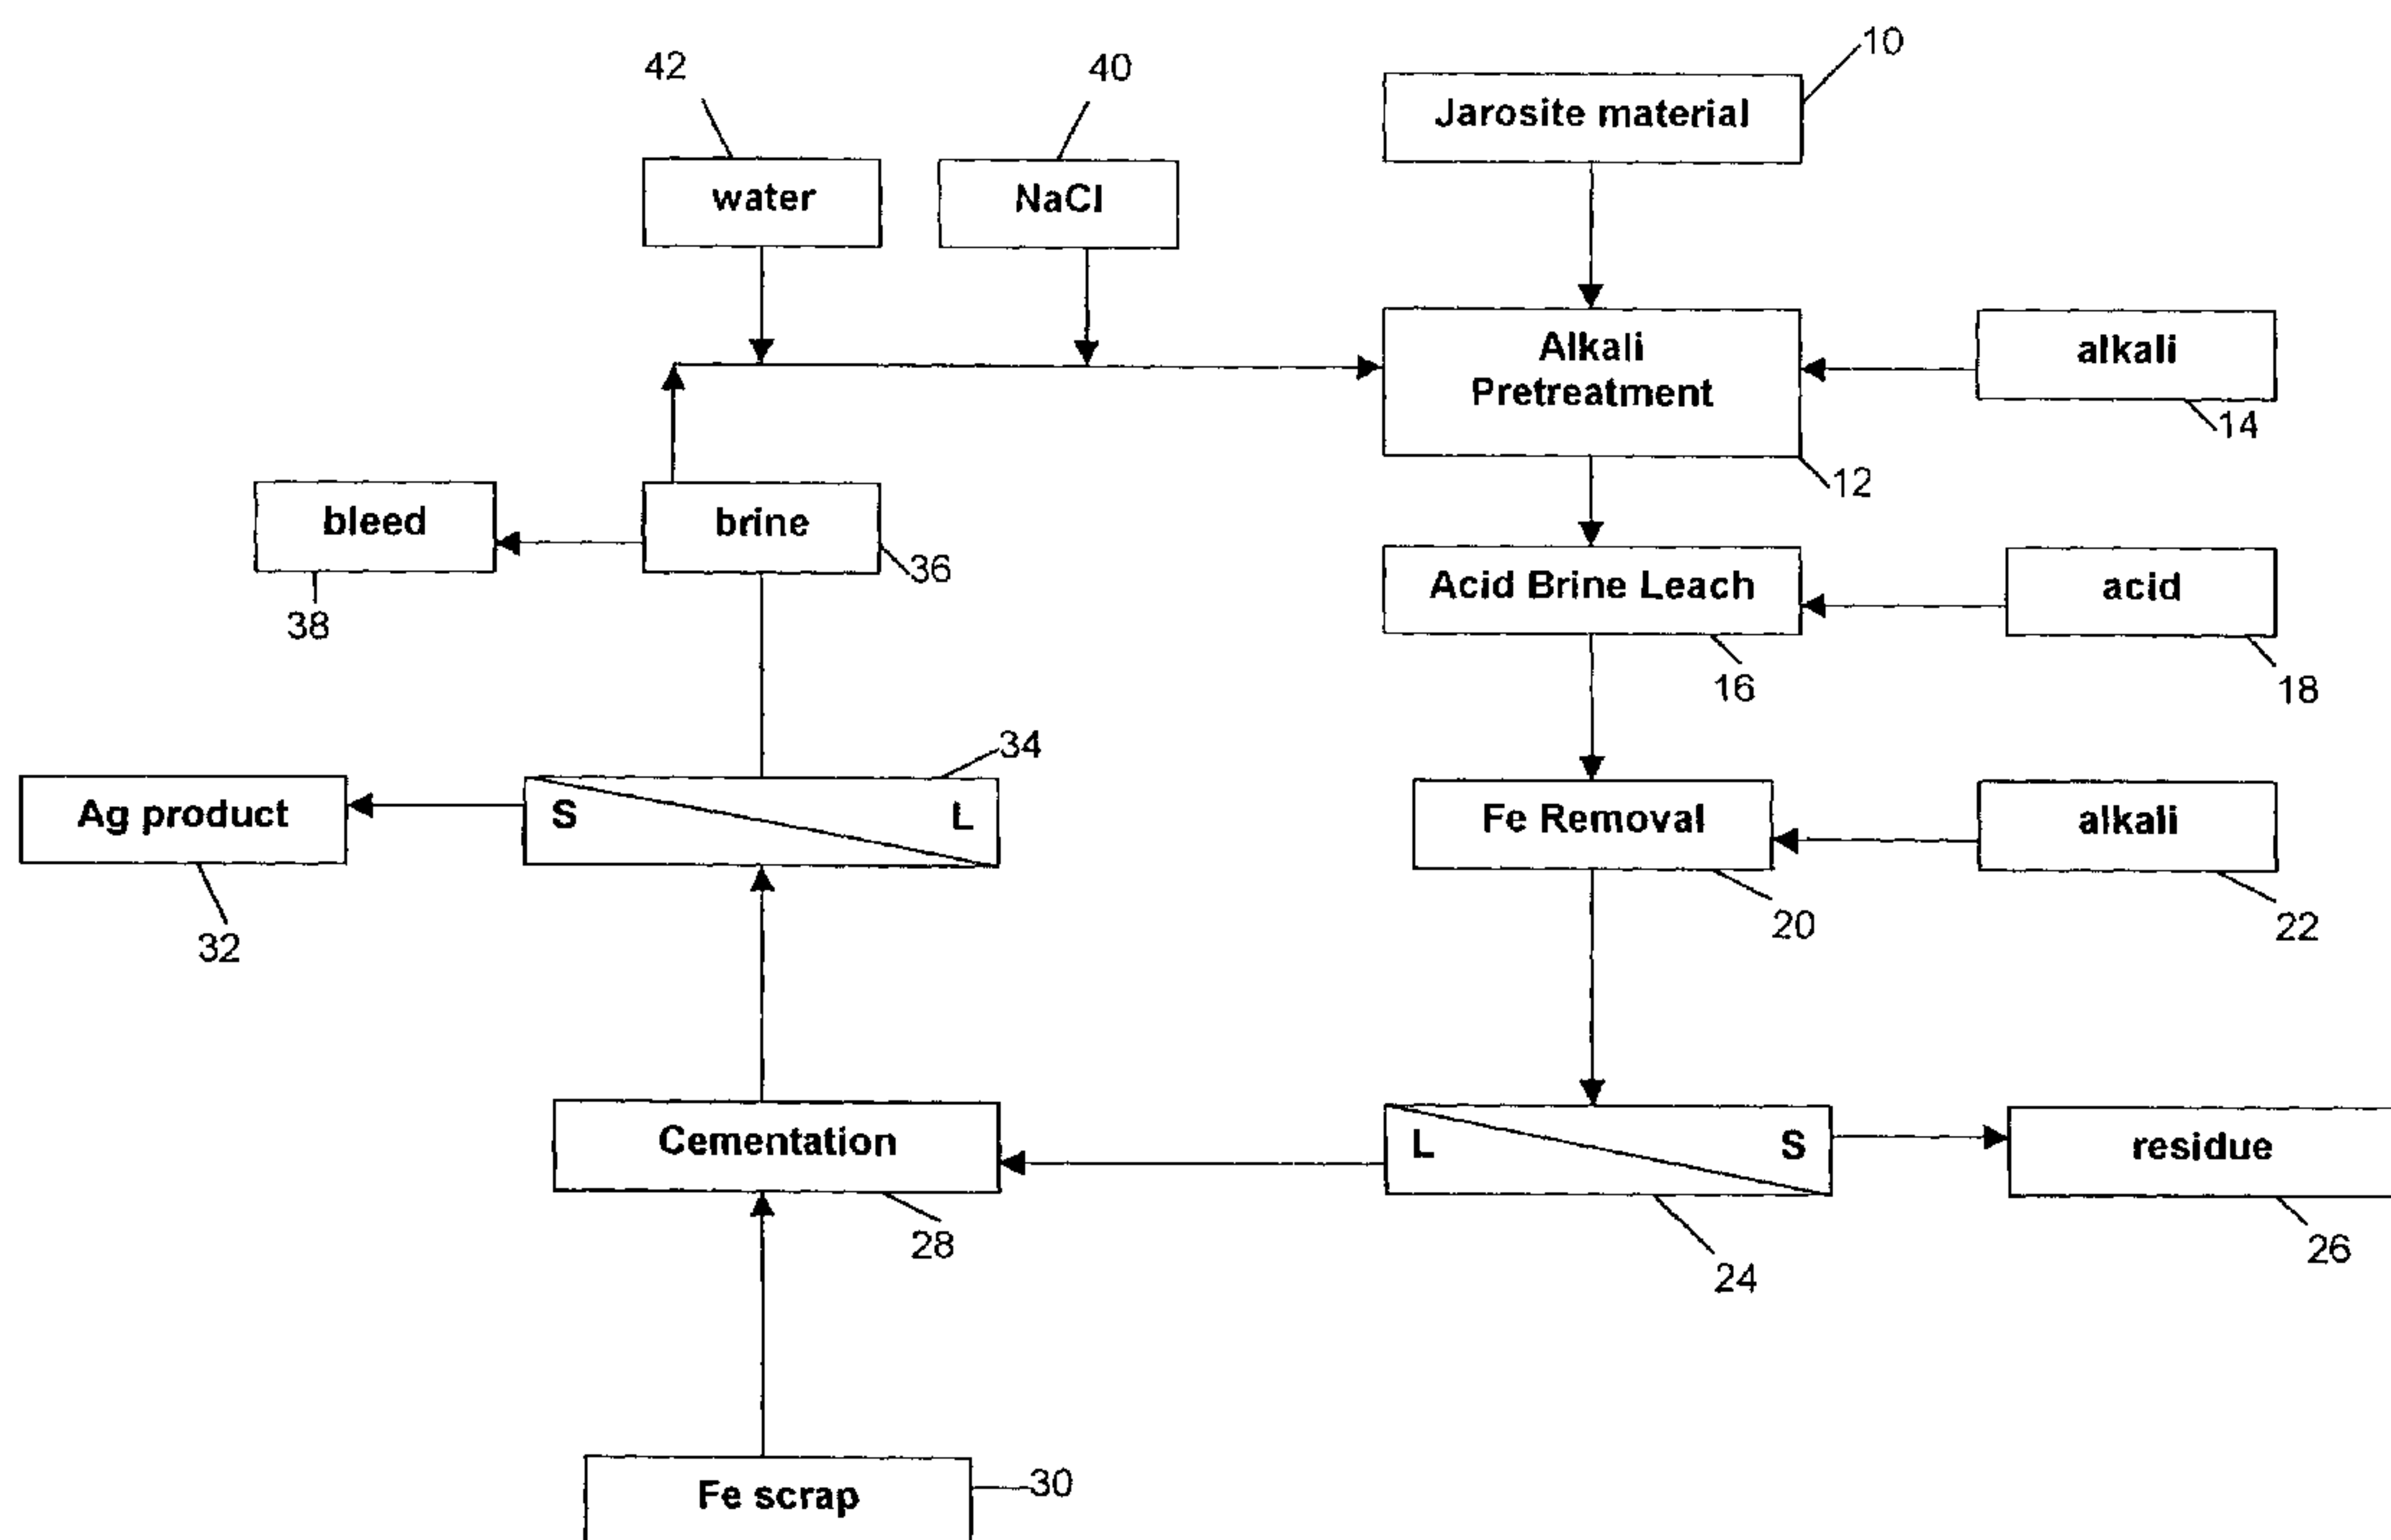 10
42
40
Jarosite material
water
NaCl
Alkali
Pretreatment
alkali
14
12
bleed
brine
36
38
Acid Brine Leach
acid
16
18
34
Ag product
S
L
Fe Removal
alkali
32
20
22
Cementation
L
S
residue
28
24
26
Fe scrap
30